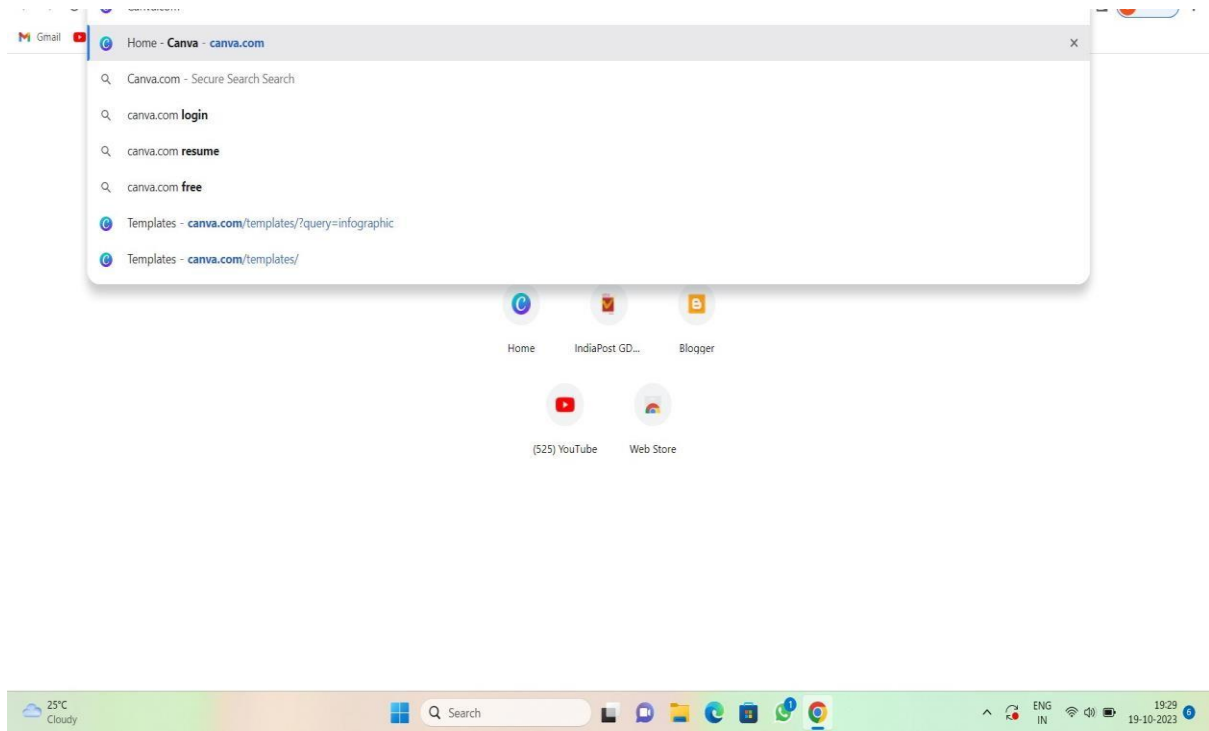 Gmail
Home - Canva - canva.com
Canva.com - Secure Search Search
canva.com login
canva.com resume
canva.com free
Templates - canva.com/templates/?query=infographic
Templates - canva.com/templates/
Home IndiaPost GD... Blogger
(525) YouTube Web Store
25°C
Cloudy
Search
1
ENG
IN
19:29
19-10-2023
6